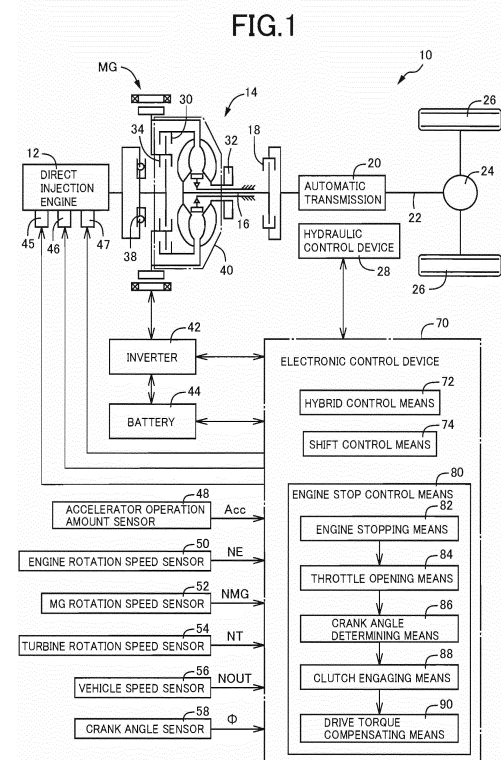 FIG.1
MG
10
14
26
30
34
32
18
12
DIRECT
INJECTION
ENGINE
20
AUTOMATIC
TRANSMISSION
24
22
16
45
46
47
38
40
HYDRAULIC
CONTROL DEVICE
28
26
42
INVERTER
44
BATTERY
70
ELECTRONIC CONTROL DEVICE
72
HYBRID CONTROL MEANS
74
SHIFT CONTROL MEANS
80
ENGINE STOP CONTROL MEANS
82
ENGINE STOPPING MEANS
84
THROTTLE OPENING MEANS
86
CRANK ANGLE
DETERMINING MEANS
88
CLUTCH ENGAGING MEANS
90
DRIVE TORQUE
COMPENSATING MEANS
48
ACCELERATOR OPERATION
AMOUNT SENSOR
Acc
50
ENGINE ROTATION SPEED SENSOR
NE
52
MG ROTATION SPEED SENSOR
NMG
54
TURBINE ROTATION SPEED SENSOR
NT
56
VEHICLE SPEED SENSOR
NOUT
58
CRANK ANGLE SENSOR
Φ